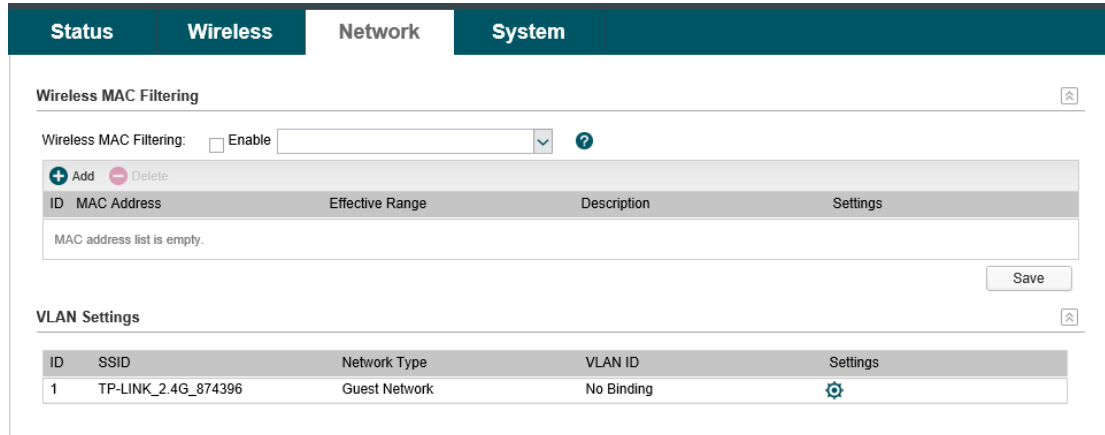 Status Wireless Network System
Wireless MAC Filtering
Wireless MAC Filtering: Enable
Add Delete
ID MAC Address Effective Range Description Settings
MAC address list is empty.
Save
VLAN Settings
ID SSID Network Type VLAN ID Settings
1 TP-LINK_2.4G_874396 Guest Network No Binding